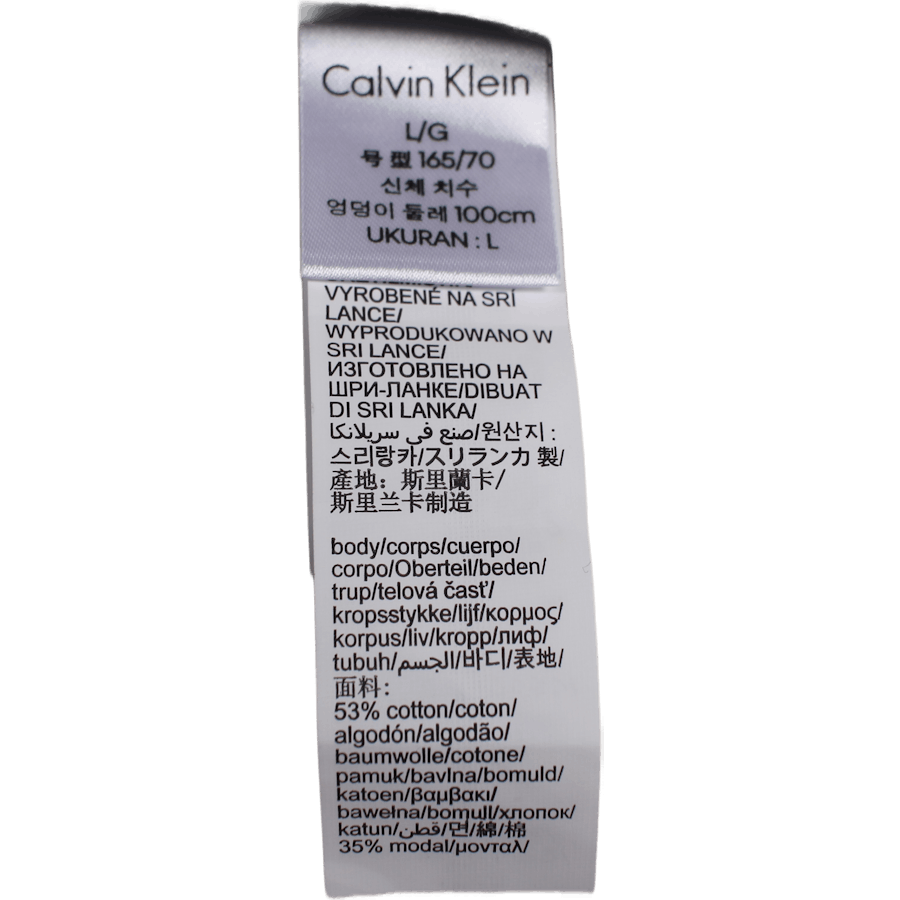 Calvin Klein
L/G
号型 165/70
신체 치수
엉덩이 둘레 100cm
UKURAN : L
VYROBENÉ NA SRÍ
LANCE/
WYPRODUKOWANO W
SRI LANCE/
ИЗГОТОВЛЕНО НА
ШРИ-ЛАНКЕ/DIBUAT
DI SRI LANKA/
صنع في سريلانكا/원산지 :
스리랑카/スリランカ 製/
產地：斯里蘭卡/
斯里兰卡制造
body/corps/cuerpo/
corpo/Oberteil/beden/
trup/telová časť/
kropsstykke/lijf/κορμος/
korpus/liv/kropp/лиф/
tubuh/الجسم/바디/表地/
面料：
53% cotton/coton/
algodón/algodão/
baumwolle/cotone/
pamuk/bavlna/bomuld/
katoen/βαμβακι/
bawełna/bomull/хлопок/
katun/قطن/면/綿/棉
35% modal/μονταλ/